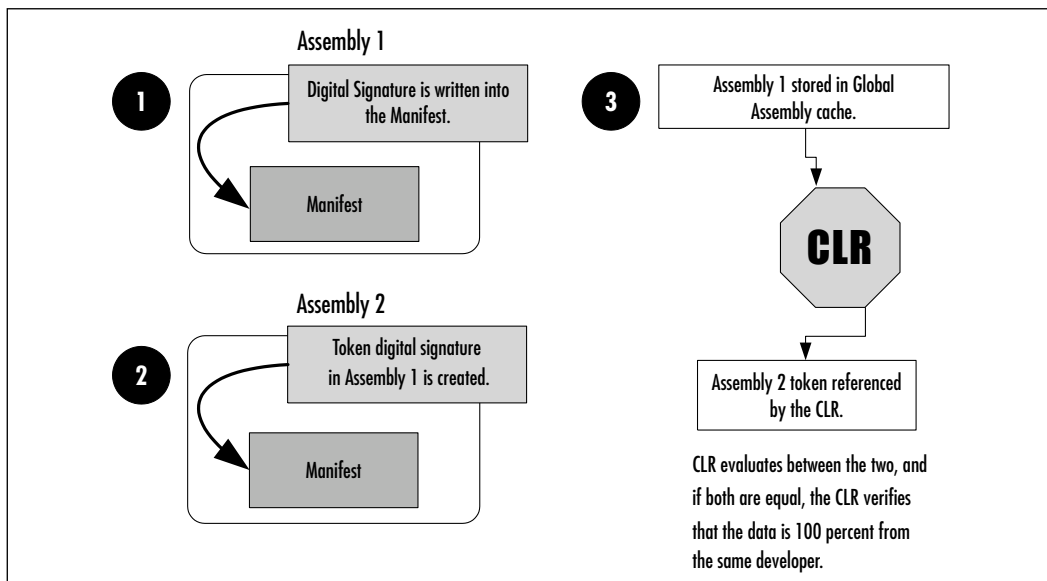 Assembly 1
1
Digital Signature is written into
the Manifest.
Manifest
Assembly 2
2
Token digital signature
in Assembly 1 is created.
Manifest
3
Assembly 1 stored in Global
Assembly cache.
CLR
Assembly 2 token referenced
by the CLR.
CLR evaluates between the two, and
if both are equal, the CLR verifies
that the data is 100 percent from
the same developer.